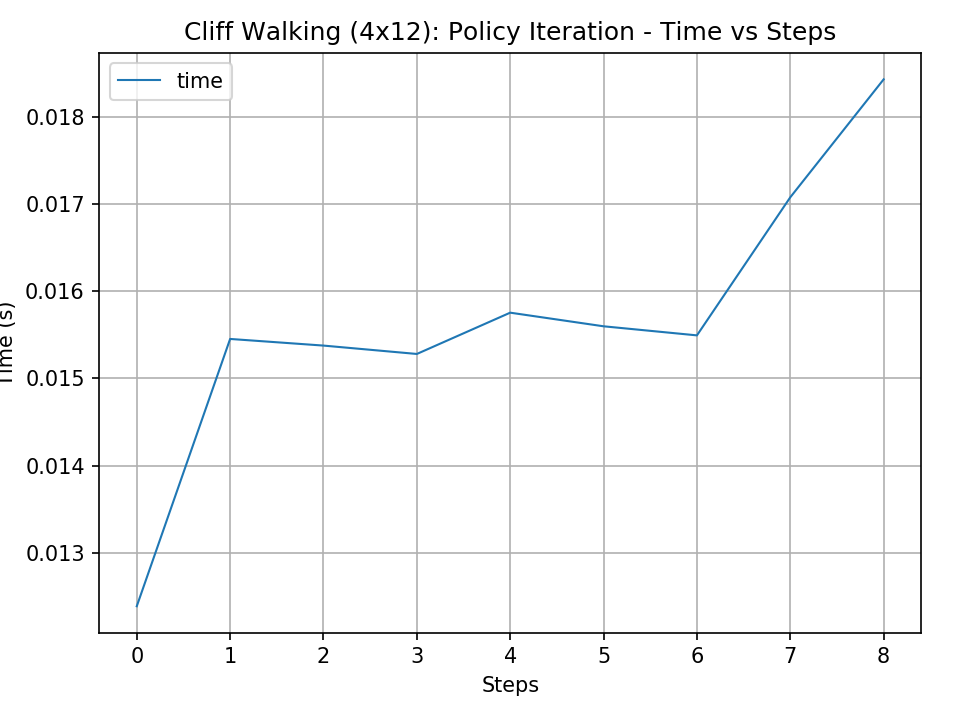 Cliff Walking (4x12): Policy Iteration - Time vs Steps
time
0.018
0.017
0.016
0.015
0.014
0.013
Time (s)
0 1 2 3 4 5 6 7 8
Steps